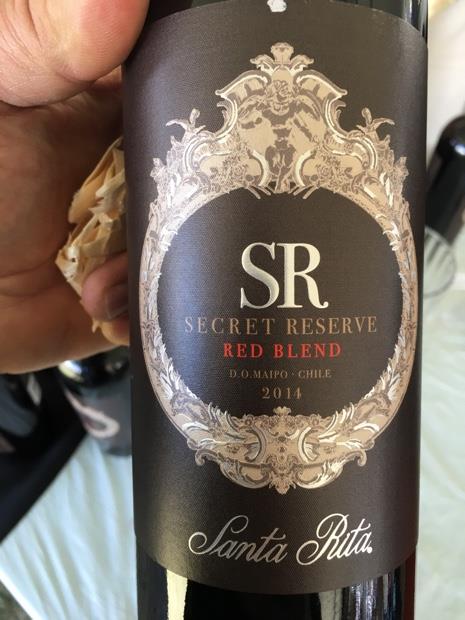 SR
SECRET RESERVE
RED BLEND
D.O.MAIPO · CHILE
2014
Santa Rita